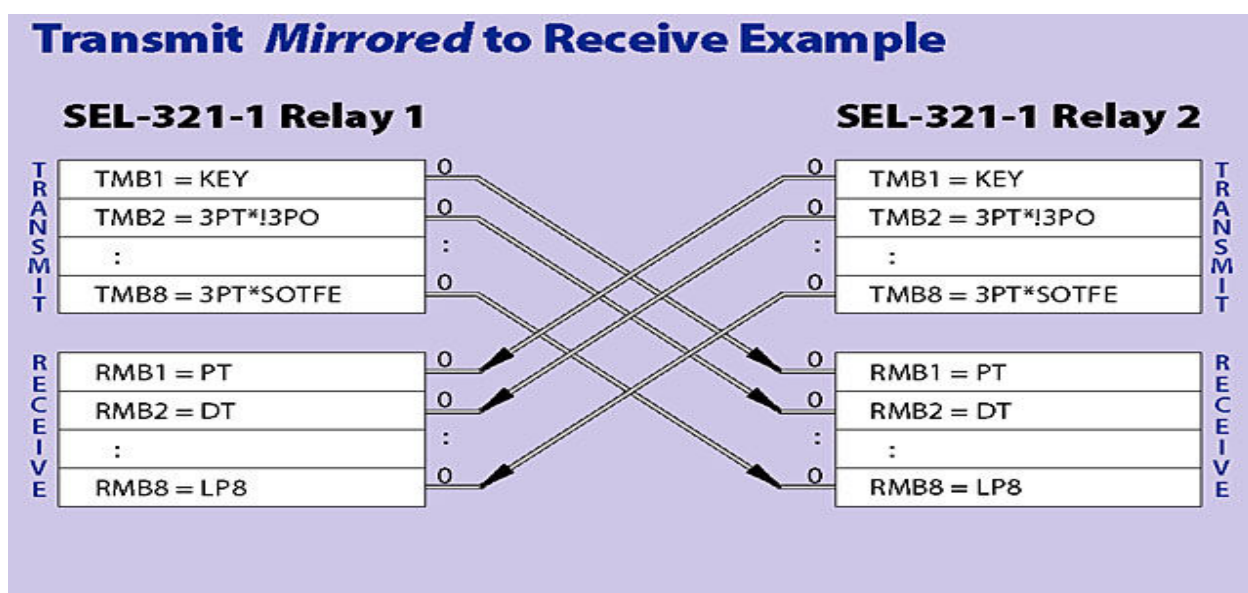 Transmit Mirrored to Receive Example
SEL-321-1 Relay 1
TRANSMIT
TMB1 = KEY
0
TMB2 = 3PT*!3PO
0
:
:
TMB8 = 3PT*SOTFE
0
RECEIVE
RMB1 = PT
0
RMB2 = DT
0
:
:
RMB8 = LP8
0
SEL-321-1 Relay 2
0
TMB1 = KEY
0
TMB2 = 3PT*!3PO
:
:
0
TMB8 = 3PT*SOTFE
TRANSMIT
0
RMB1 = PT
0
RMB2 = DT
:
:
0
RMB8 = LP8
RECEIVE